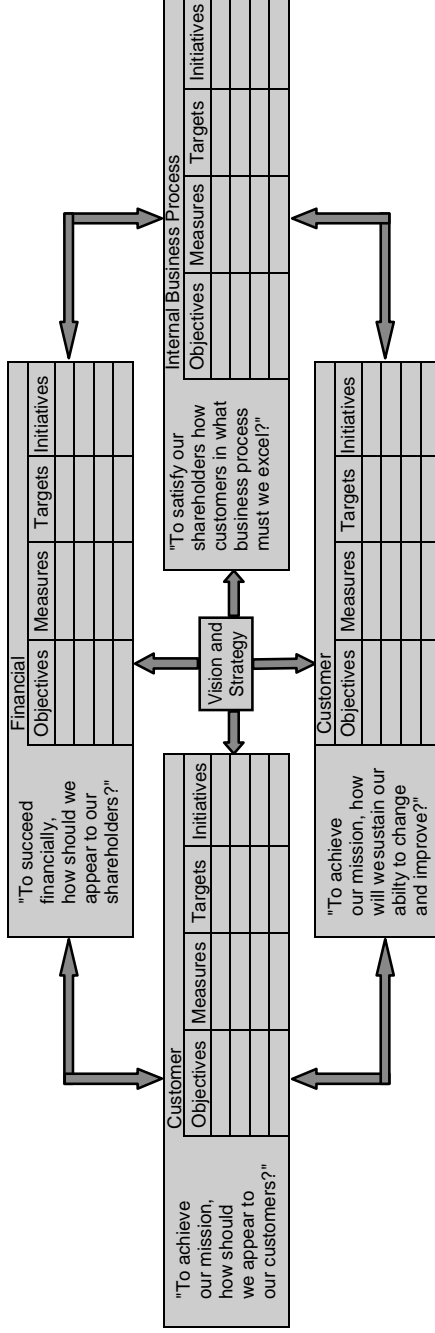 Financial
"To succeed
financially,
how should we
appear to our
shareholders?"
Objectives Measures Targets Initiatives
Customer
"To achieve
our mission,
how should
we appear to
our customers?"
Objectives Measures Targets Initiatives
Vision and
Strategy
Internal Business Process
"To satisfy our
shareholders how
customers in what
business process
must we excel?"
Objectives Measures Targets Initiatives
Customer
"To achieve
our mission, how
will wesustain our
abilty to change
and improve?"
Objectives Measures Targets Initiatives